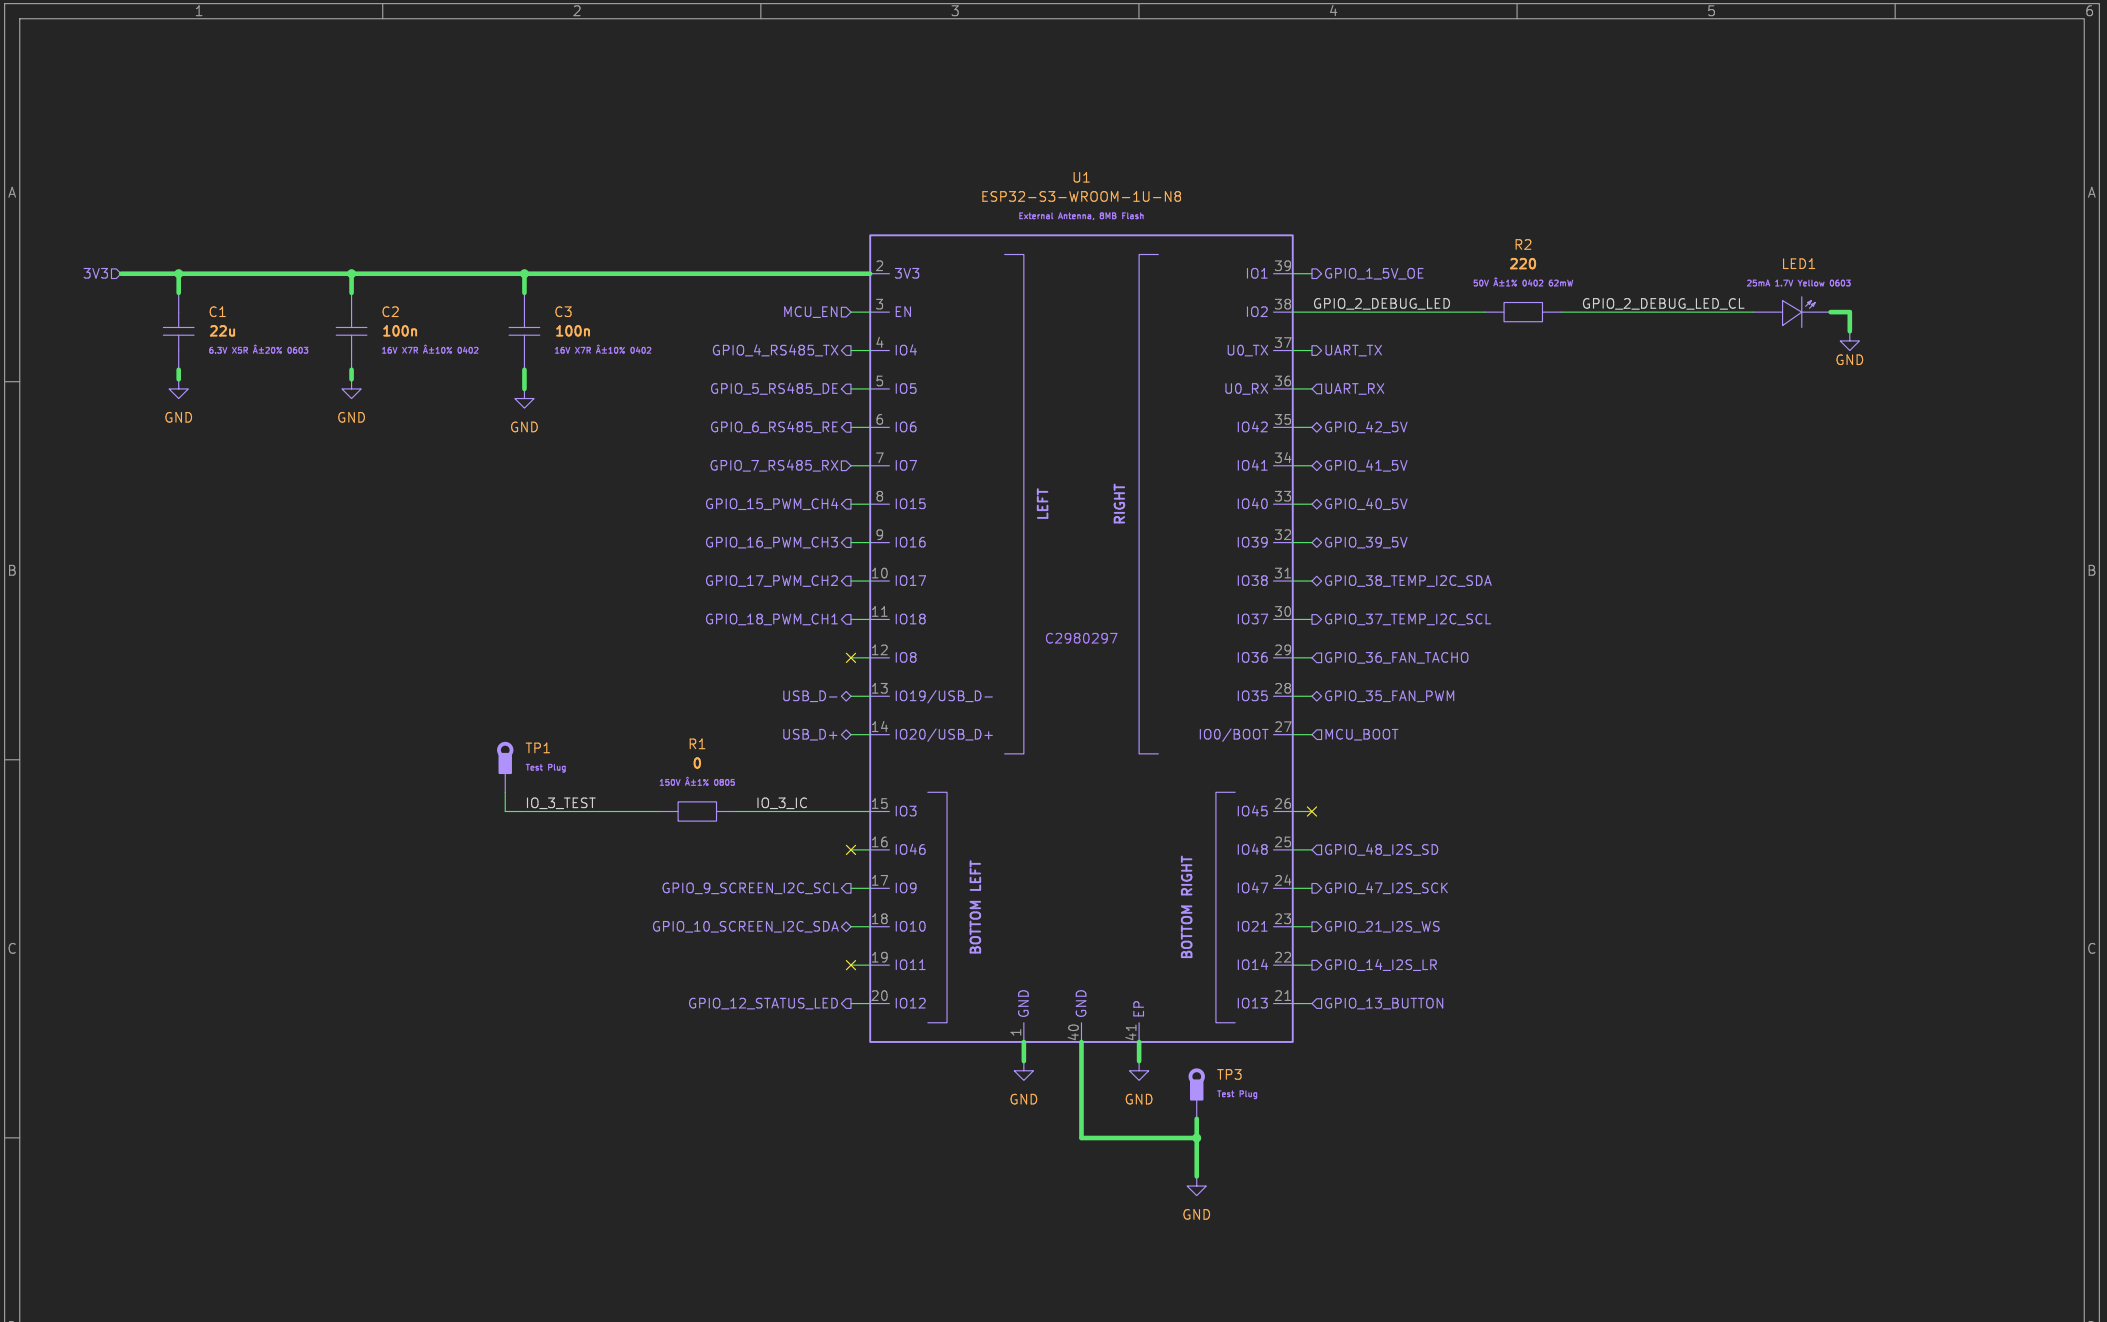 1 2 3 4 5 6
A A
B B
C C
U1
ESP32-S3-WROOM-1U-N8
External Antenna, 8MB Flash
3V3
C1
22u
6.3V X5R Â±20% 0603
GND
C2
100n
16V X7R Â±10% 0402
GND
C3
100n
16V X7R Â±10% 0402
GND
2 3V3
MCU_EN 3 EN
GPIO_4_RS485_TX 4 IO4
GPIO_5_RS485_DE 5 IO5
GPIO_6_RS485_RE 6 IO6
GPIO_7_RS485_RX 7 IO7
GPIO_15_PWM_CH4 8 IO15
GPIO_16_PWM_CH3 9 IO16
GPIO_17_PWM_CH2 10 IO17
GPIO_18_PWM_CH1 11 IO18
12 IO8
USB_D- 13 IO19/USB_D-
USB_D+ 14 IO20/USB_D+
LEFT
RIGHT
C2980297
IO1 39 GPIO_1_5V_OE
IO2 38 GPIO_2_DEBUG_LED
R2
220
50V Â±1% 0402 62mW
GPIO_2_DEBUG_LED_CL
LED1
25mA 1.7V Yellow 0603
GND
U0_TX 37 UART_TX
U0_RX 36 UART_RX
IO42 35 GPIO_42_5V
IO41 34 GPIO_41_5V
IO40 33 GPIO_40_5V
IO39 32 GPIO_39_5V
IO38 31 GPIO_38_TEMP_I2C_SDA
IO37 30 GPIO_37_TEMP_I2C_SCL
IO36 29 GPIO_36_FAN_TACHO
IO35 28 GPIO_35_FAN_PWM
IO0/BOOT 27 MCU_BOOT
TP1
Test Plug
IO_3_TEST
R1
0
150V Â±1% 0805
IO_3_IC
15 IO3
16 IO46
GPIO_9_SCREEN_I2C_SCL 17 IO9
GPIO_10_SCREEN_I2C_SDA 18 IO10
19 IO11
GPIO_12_STATUS_LED 20 IO12
BOTTOM LEFT
BOTTOM RIGHT
IO45 26
IO48 25 GPIO_48_I2S_SD
IO47 24 GPIO_47_I2S_SCK
IO21 23 GPIO_21_I2S_WS
IO14 22 GPIO_14_I2S_LR
IO13 21 GPIO_13_BUTTON
GND GND EP
1 40 41
GND
GND
TP3
Test Plug
GND